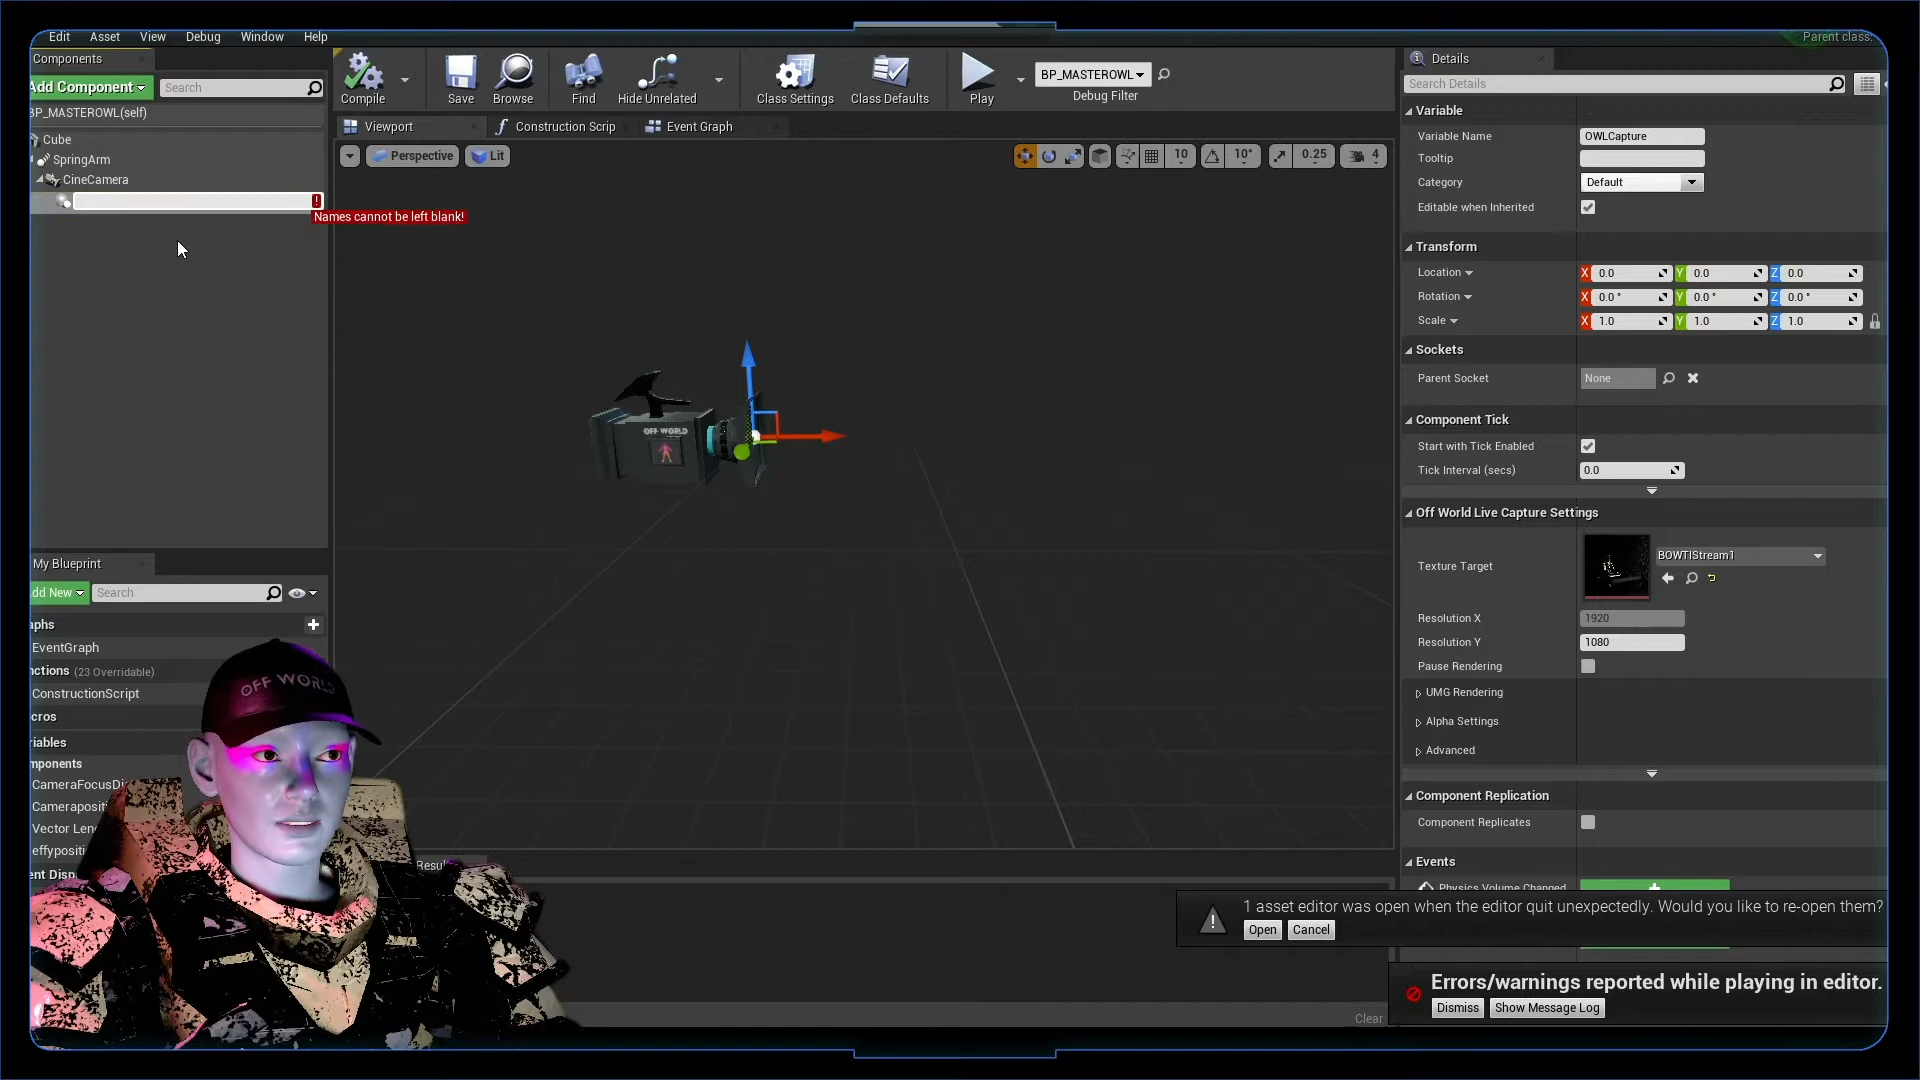 Edit Asset View Debug Window Help
Parent class:
Components
Add Component
Search
BP_MASTEROWL(self)
Cube
SpringArm
CineCamera
Names cannot be left blank!
Compile
Save
Browse
Find
Hide Unrelated
Class Settings
Class Defaults
Play
BP_MASTEROWL
Debug Filter
Viewport
Construction Scrip
Event Graph
Perspective
Lit
10
10°
0.25
4
OFF WORLD
My Blueprint
dd New
Search
aphs
EventGraph
nctions (23 Overridable)
ConstructionScript
cros
riables
mponents
CameraFocusDi
Cameraposit
Vector Len
effyposit
ent Disp
OFF WORLD
Resul
Clear
Details
Search Details
Variable
Variable Name OWLCapture
Tooltip
Category Default
Editable when Inherited
Transform
Location X 0.0 Y 0.0 Z 0.0
Rotation X 0.0 ° Y 0.0 ° Z 0.0 °
Scale X 1.0 Y 1.0 Z 1.0
Sockets
Parent Socket None
Component Tick
Start with Tick Enabled
Tick Interval (secs) 0.0
Off World Live Capture Settings
Texture Target BOWTIStream1
Resolution X 1920
Resolution Y 1080
Pause Rendering
UMG Rendering
Alpha Settings
Advanced
Component Replication
Component Replicates
Events
Physics Volume Changed
1 asset editor was open when the editor quit unexpectedly. Would you like to re-open them?
Open Cancel
Errors/warnings reported while playing in editor.
Dismiss Show Message Log